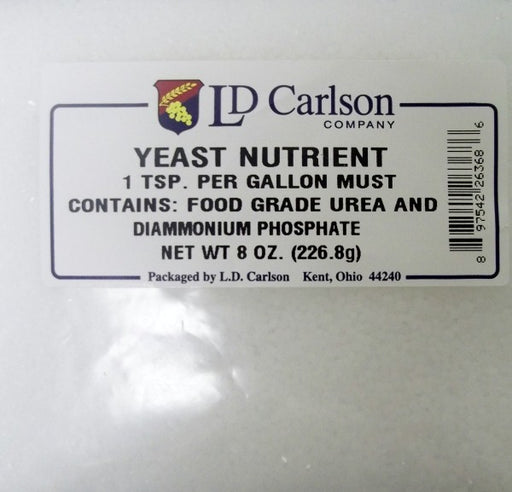 LD Carlson
COMPANY
YEAST NUTRIENT
1 TSP. PER GALLON MUST
CONTAINS: FOOD GRADE UREA AND
DIAMMONIUM PHOSPHATE
NET WT 8 OZ. (226.8g)
Packaged by L.D. Carlson Kent, Ohio 44240
8 97542 26368 6